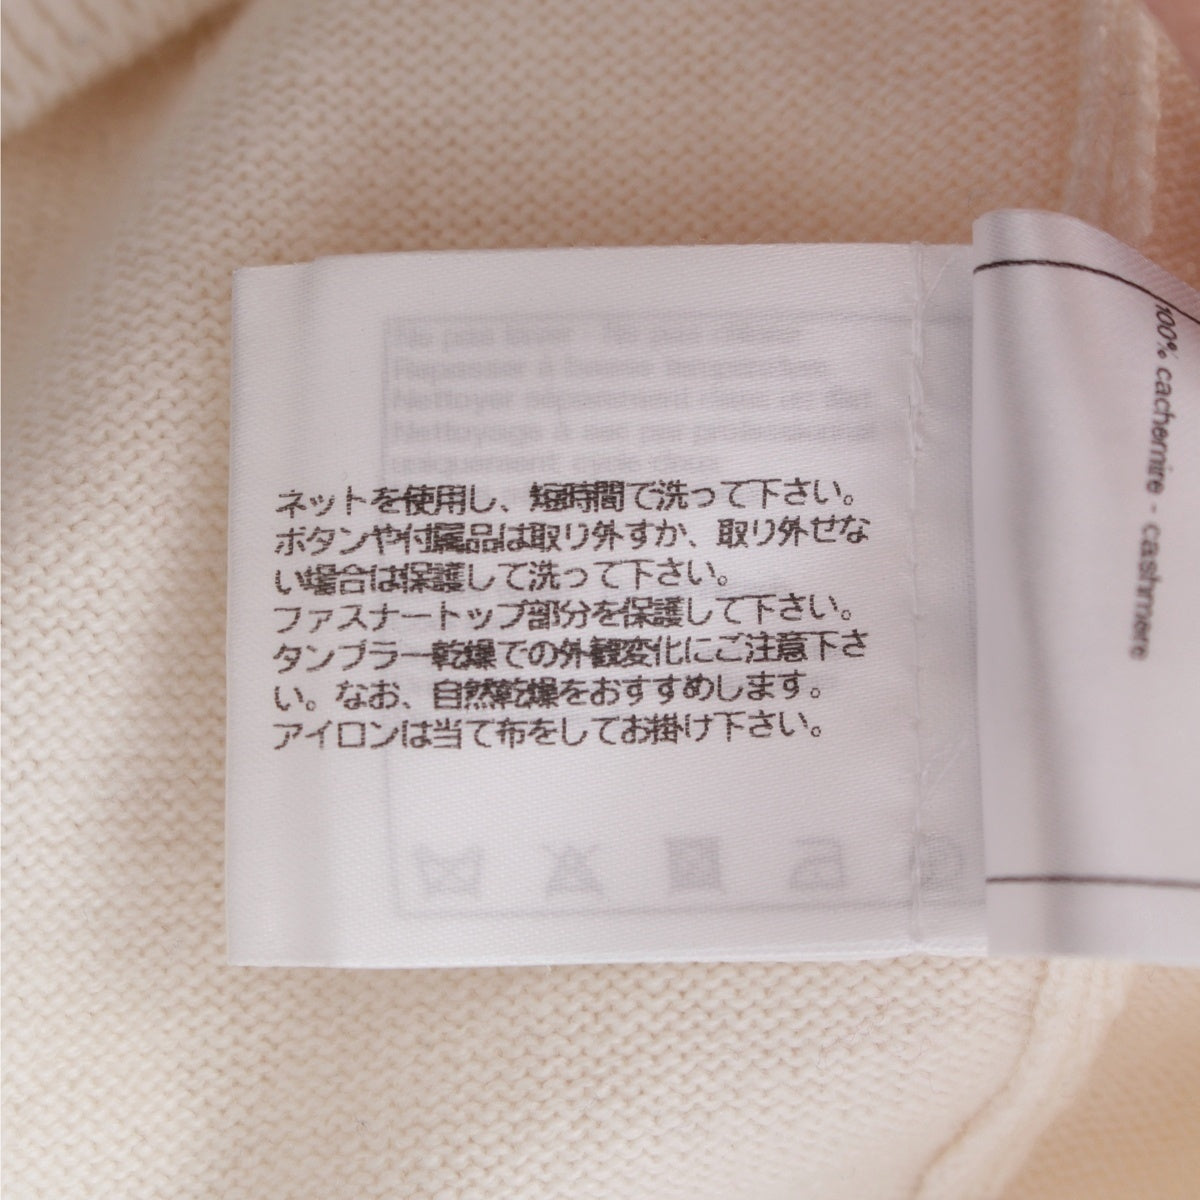 ネットを使用し、短時間で洗って下さい。
ボタンや付属品は取り外すか、取り外せな
い場合は保護して洗って下さい。
ファスナートップ部分を保護して下さい。
タンブラー乾燥での外観変化にご注意下さ
い。なお、自然乾燥をおすすめします。
アイロンは当て布をしてお掛け下さい。
100% cachemire - cashmere